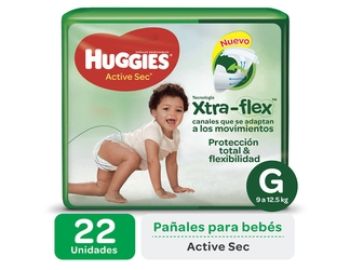 HUGGIES
Active Sec
Nuevo
Tecnología
Xtra-flex™
canales que se adaptan
a los movimientos
Protección
total &
flexibilidad
G
9 a 12.5 kg
22
Unidades
Pañales para bebés
Active Sec